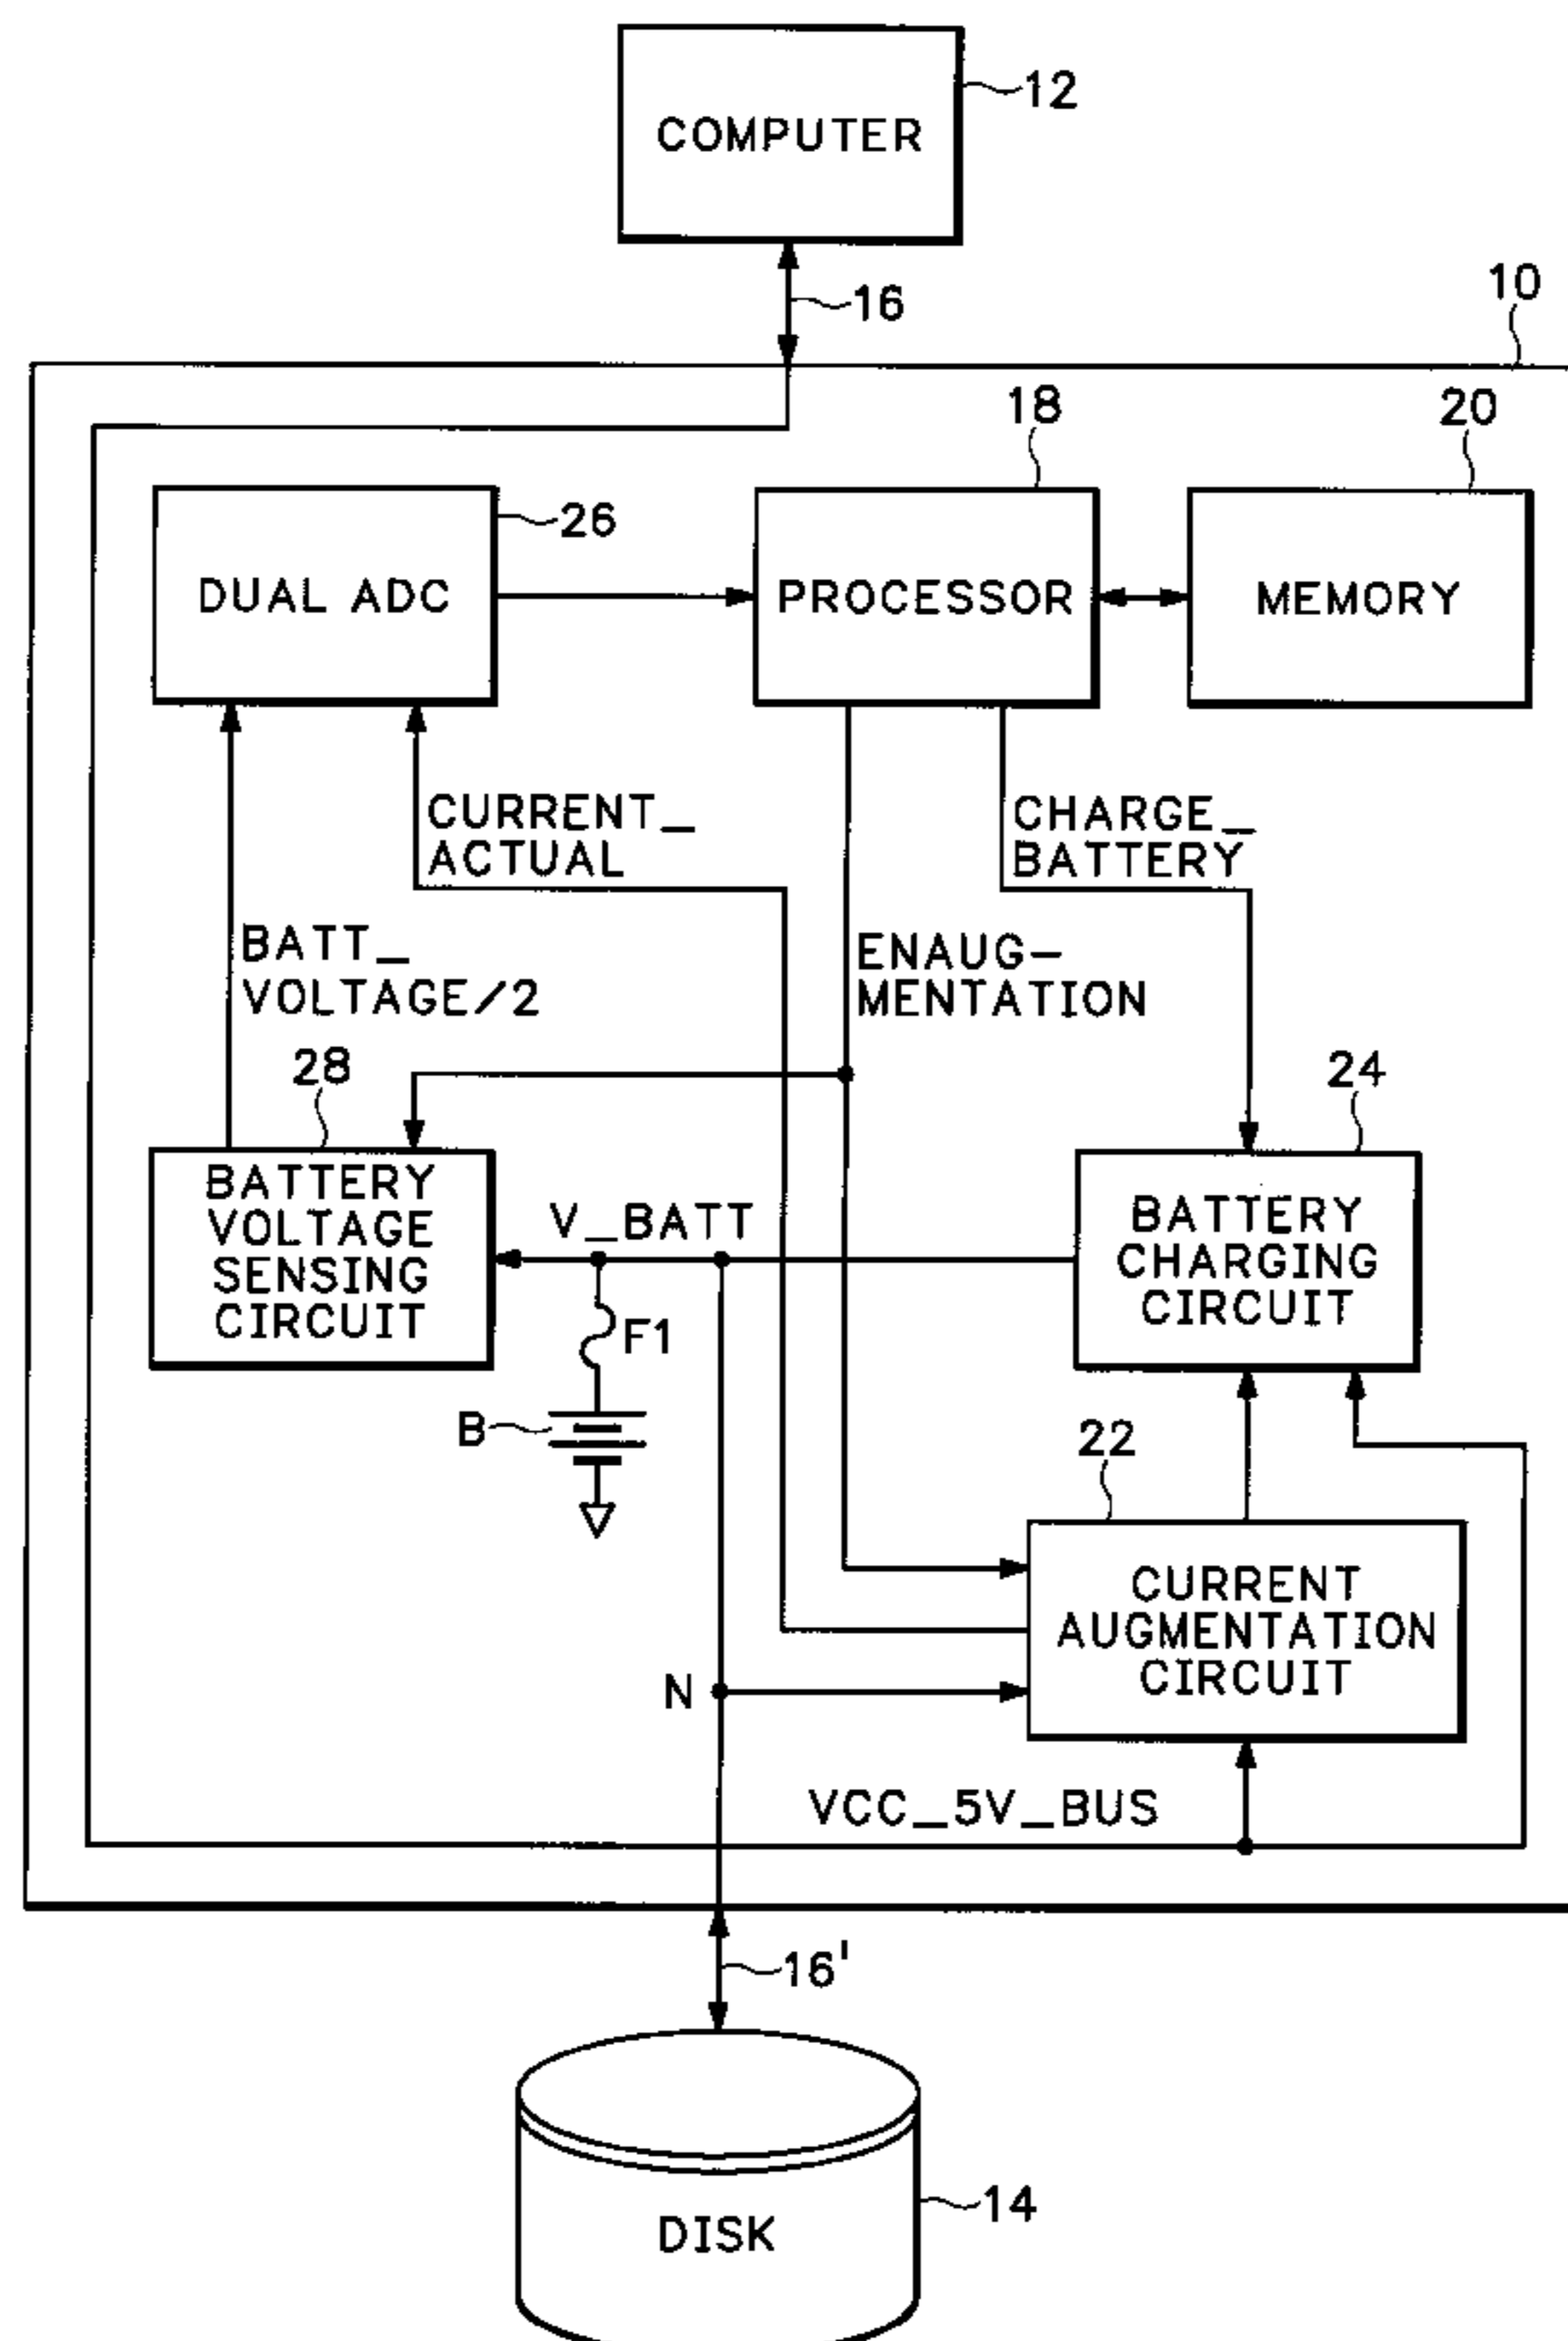 12
COMPUTER
16
10
18
20
26
DUAL ADC
PROCESSOR
MEMORY
CURRENT_
ACTUAL
CHARGE_
BATTERY
BATT_
VOLTAGE/2
ENAUG-
MENTATION
28
24
BATTERY
VOLTAGE
SENSING
CIRCUIT
V_BATT
BATTERY
CHARGING
CIRCUIT
F1
B
22
CURRENT
AUGMENTATION
CIRCUIT
N
VCC_5V_BUS
16'
14
DISK